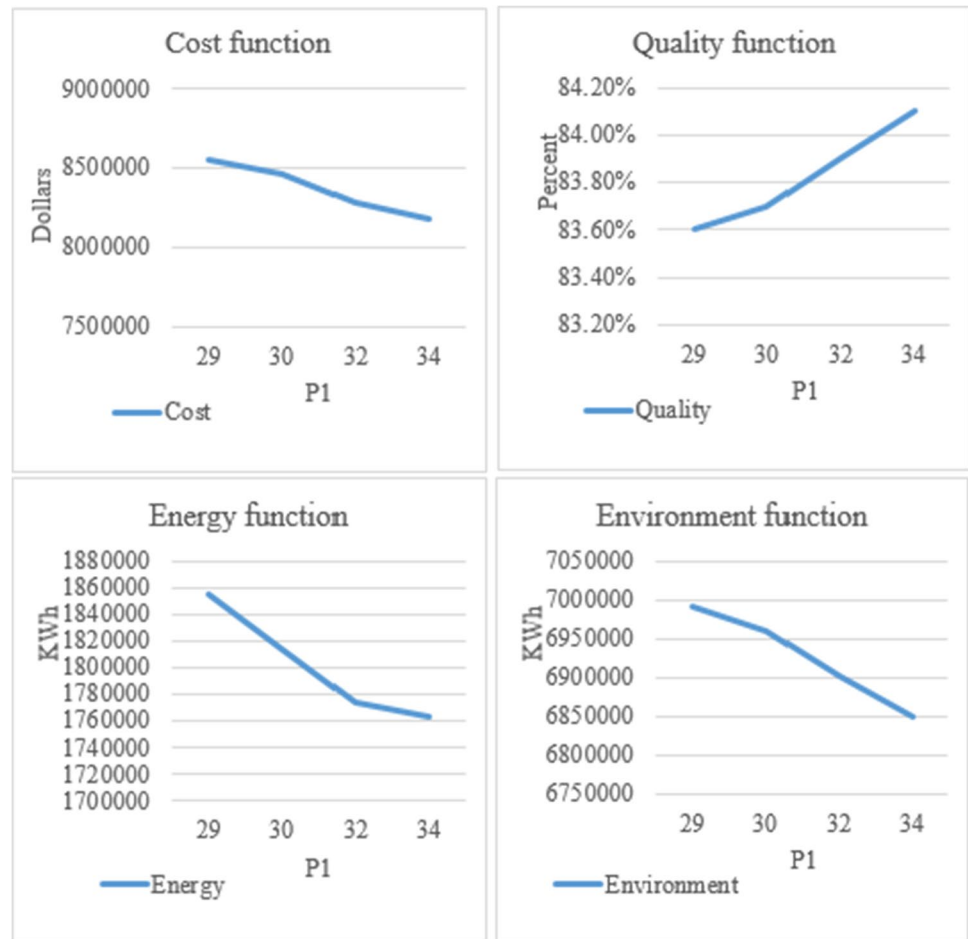 Cost function
Dollars
9000000
8500000
8000000
7500000
29 30 32 34
P1
Cost
Quality function
Percent
84.20%
84.00%
83.80%
83.60%
83.40%
83.20%
29 30 32 34
P1
Quality
Energy function
KWh
1880000
1860000
1840000
1820000
1800000
1780000
1760000
1740000
1720000
1700000
29 30 32 34
P1
Energy
Environment function
KWh
7050000
7000000
6950000
6900000
6850000
6800000
6750000
29 30 32 34
P1
Environment